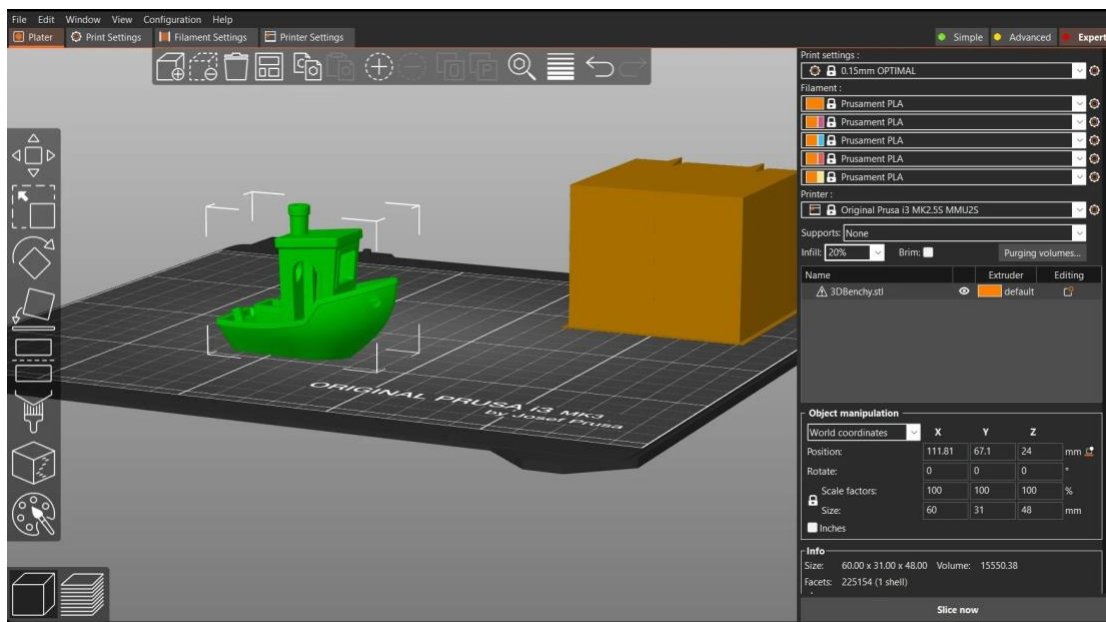 File Edit Window View Configuration Help
Plater Print Settings Filament Settings Printer Settings Simple Advanced Expert
Print settings :
0.15mm OPTIMAL
Filament :
Prusament PLA
Prusament PLA
Prusament PLA
Prusament PLA
Prusament PLA
Printer :
Original Prusa i3 MK2.5S MMU2S
Supports: None
Infill: 20% Brim: Purging volumes...
Name Extruder Editing
3DBenchy.stl default
ORIGINAL PRUSA i3 MK3
by Josef Prusa
Object manipulation
World coordinates X Y Z
Position: 111.81 67.1 24 mm
Rotate: 0 0 0 °
Scale factors: 100 100 100 %
Size: 60 31 48 mm
Inches
Info
Size: 60.00 x 31.00 x 48.00 Volume: 15550.38
Facets: 225154 (1 shell)
Slice now